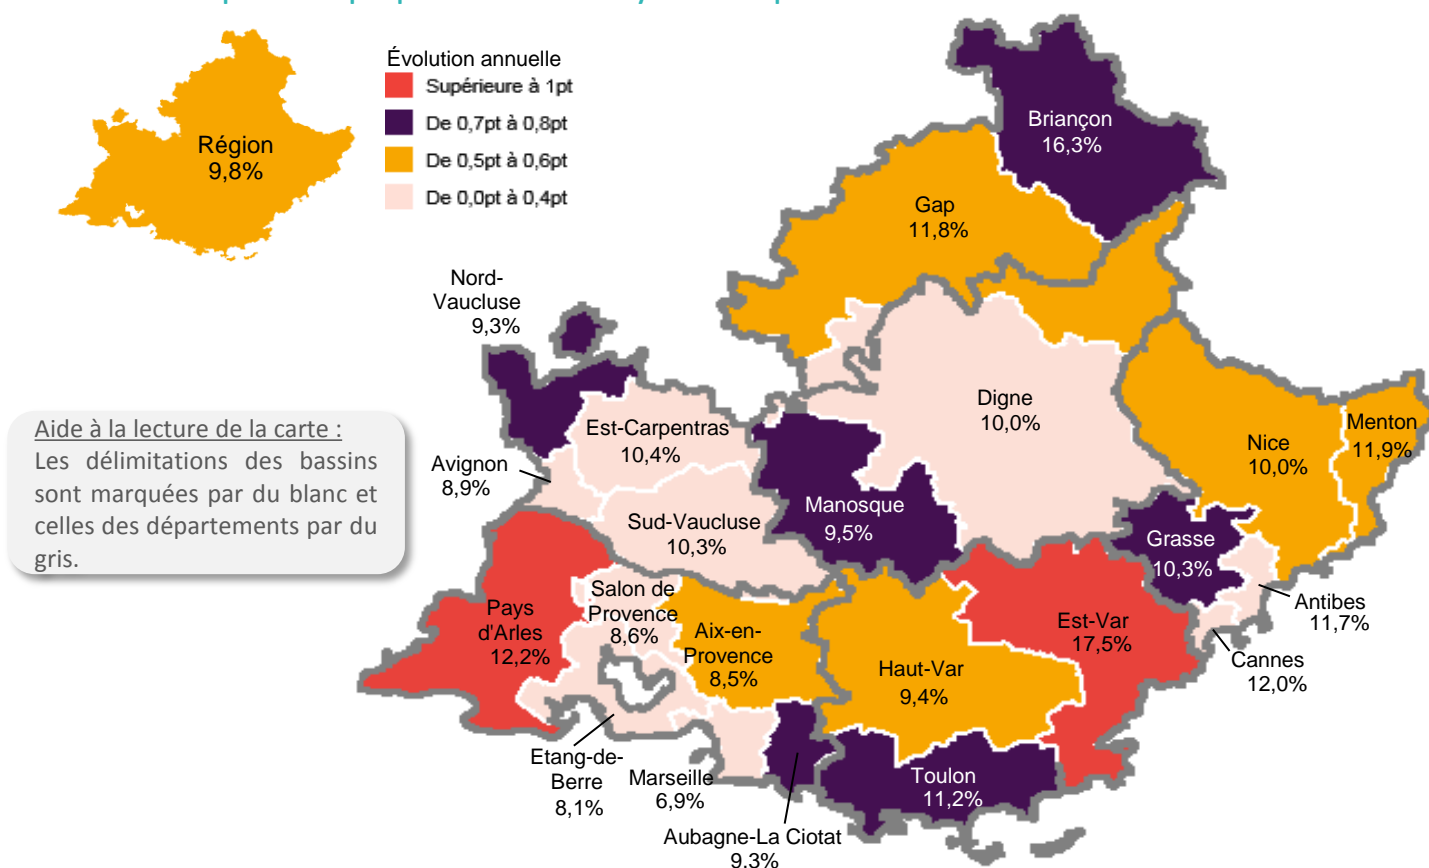 Évolution annuelle
Supérieure à 1pt
De 0,7pt à 0,8pt
De 0,5pt à 0,6pt
De 0,0pt à 0,4pt
Région
9,8%
Briançon
16,3%
Gap
11,8%
Nord-
Vaucluse
9,3%
Digne
10,0%
Est-Carpentras
10,4%
Nice
10,0%
Menton
11,9%
Aide à la lecture de la carte :
Les délimitations des bassins
sont marquées par du blanc et
celles des départements par du
gris.
Avignon
8,9%
Manosque
9,5%
Sud-Vaucluse
10,3%
Grasse
10,3%
Salon de
Provence
8,6%
Pays
d'Arles
12,2%
Antibes
11,7%
Est-Var
17,5%
Aix-en-
Provence
8,5%
Haut-Var
9,4%
Cannes
12,0%
Etang-de-
Berre
8,1%
Marseille
6,9%
Toulon
11,2%
Aubagne-La Ciotat
9,3%